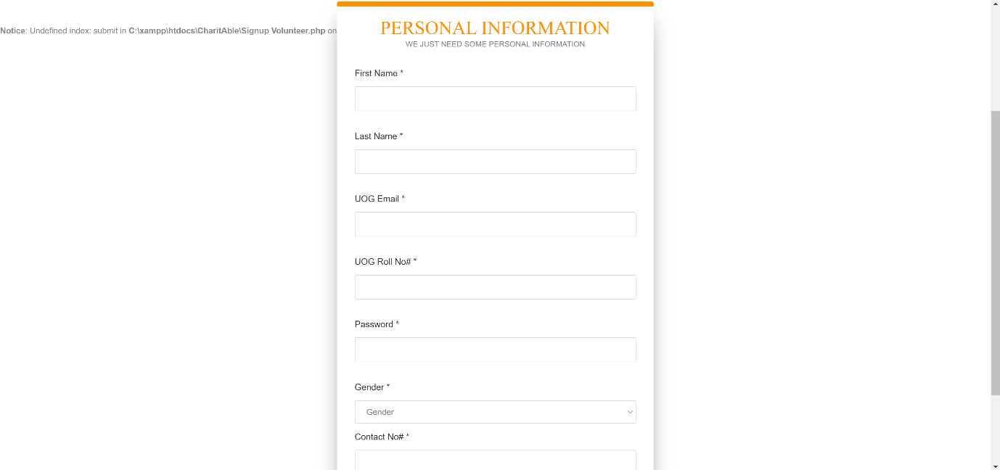 PERSONAL INFORMATION
Notice: Undefined index: submit in C:\xampp\htdocs\CharitAble\Signup Volunteer.php on
WE JUST NEED SOME PERSONAL INFORMATION
First Name *
Last Name *
UOG Email *
UOG Roll No# *
Password *
Gender *
Gender
Contact No# *